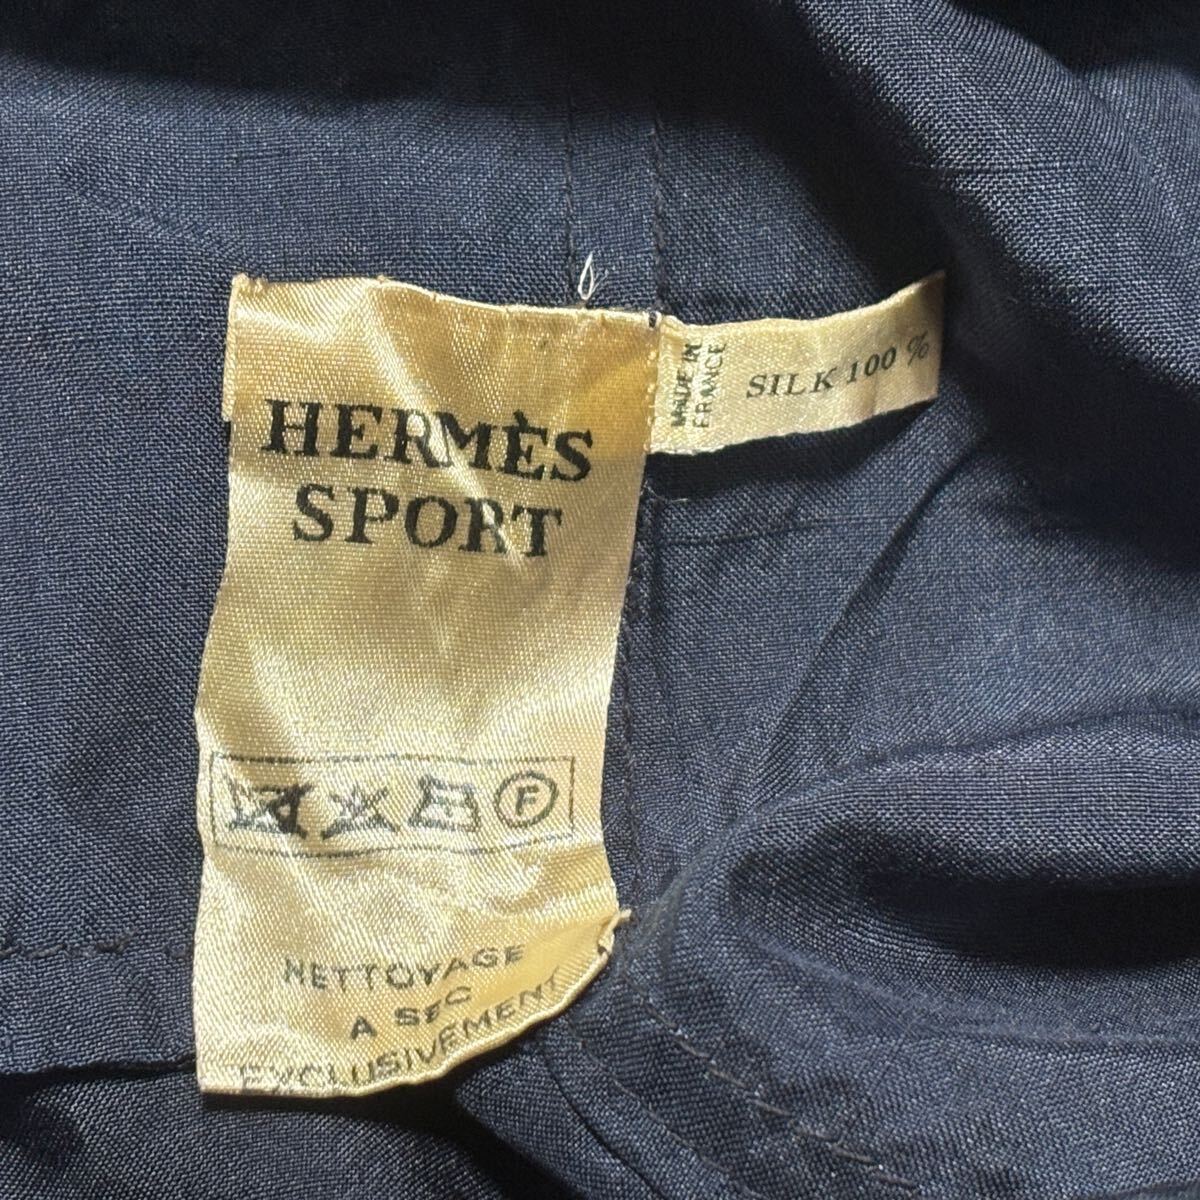 HERMÈS
SPORT
MADE IN
FRANCE
SILK 100 %
F
NETTOYAGE
A SEC
EXCLUSIVEMENT